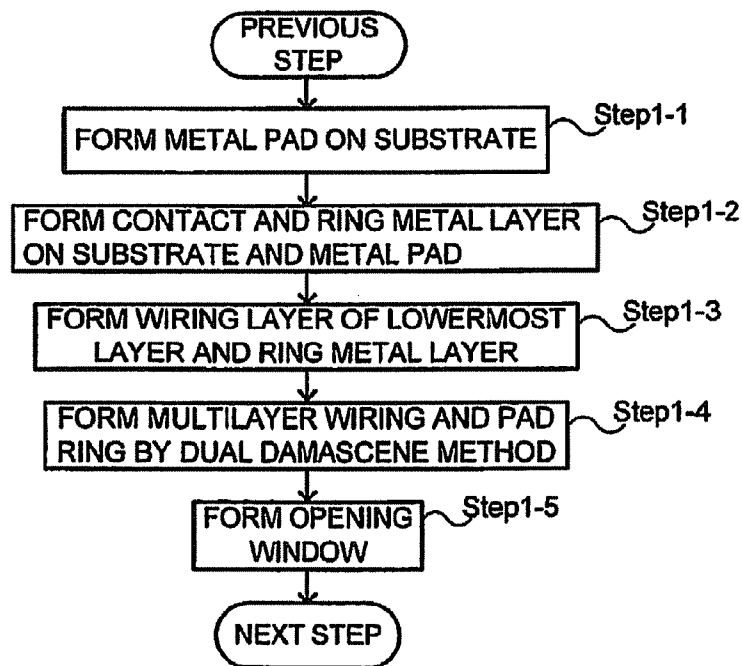 PREVIOUS
STEP
Step1-1
FORM METAL PAD ON SUBSTRATE
Step1-2
FORM CONTACT AND RING METAL LAYER
ON SUBSTRATE AND METAL PAD
Step1-3
FORM WIRING LAYER OF LOWERMOST
LAYER AND RING METAL LAYER
Step1-4
FORM MULTILAYER WIRING AND PAD
RING BY DUAL DAMASCENE METHOD
Step1-5
FORM OPENING
WINDOW
NEXT STEP